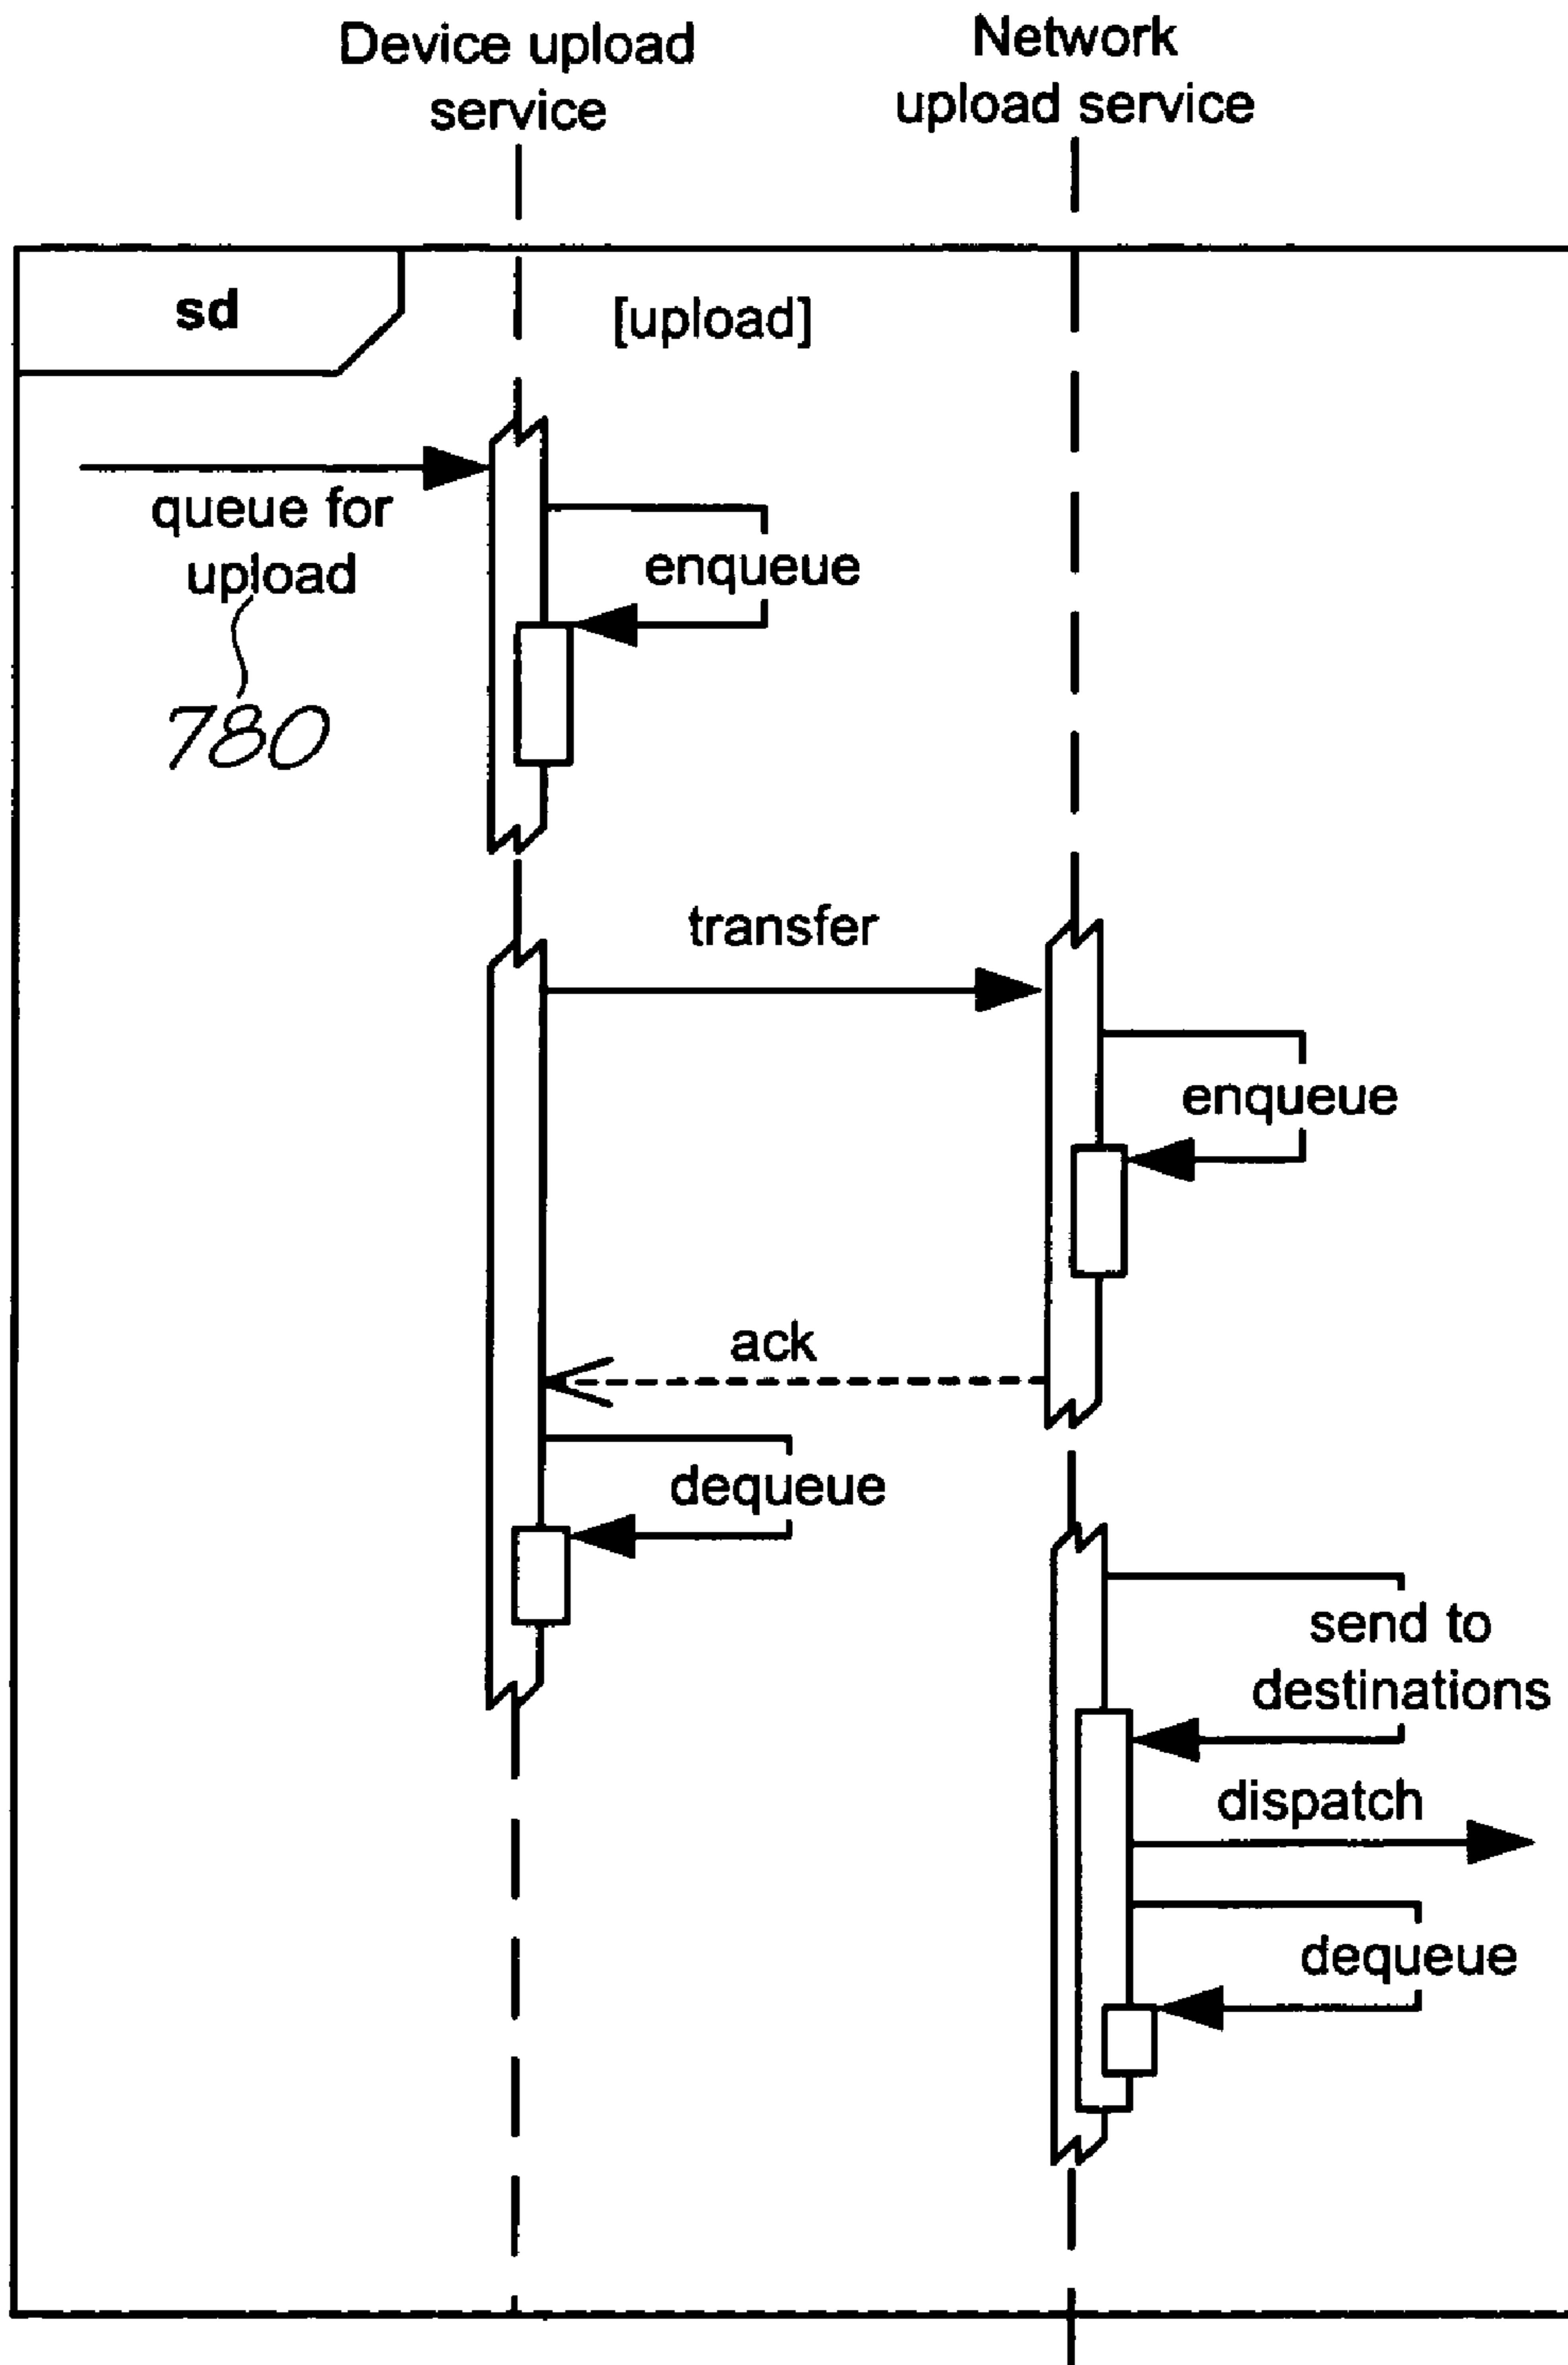 Device upload
service
Network
upload service
sd
[upload]
queue for
upload
780
enqueue
transfer
enqueue
ack
dequeue
send to
destinations
dispatch
dequeue